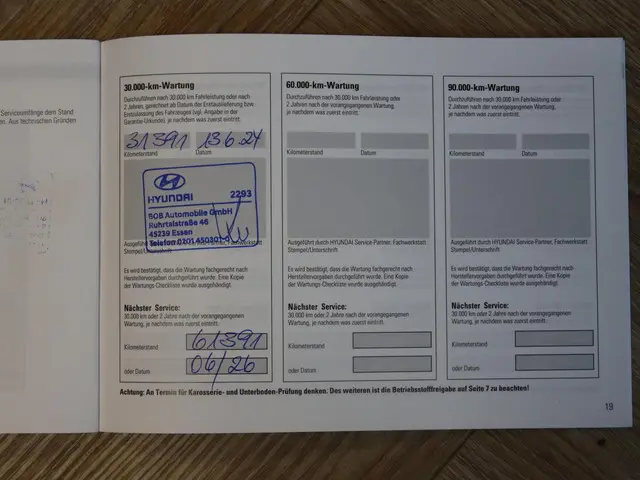 Serviceumfänge dem Stand
Aus technischen Gründen
30.000-km-Wartung
Durchzuführen nach 30.000 km Fahrleistung oder nach
2 Jahren, gerechnet ab Datum der Erstauslieferung bzw.
Erstzulassung des Fahrzeuges (vgl. Angabe in der
Garantie-Urkunde), je nachdem was zuerst eintritt.
31391 13.6.24
Kilometerstand Datum
HYUNDAI 2293
BOB Automobile GmbH
Ruhrtalstraße 46
45239 Essen
Telefon 0201 450301-0
Ausgeführt
Stempel/Unterschrift
Es wird bestätigt, dass die Wartung fachgerecht nach
Herstellervorgaben durchgeführt wurde. Eine Kopie
der Wartungs-Checkliste wurde ausgehändigt.
Nächster Service:
30.000 km oder 2 Jahre nach der vorangegangenen
Wartung, je nachdem was zuerst eintritt.
Kilometerstand 61391
oder Datum 06/26
60.000-km-Wartung
Durchzuführen nach 30.000 km Fahrleistung oder
2 Jahre nach der vorangegangenen Wartung,
je nachdem was zuerst eintritt.
Kilometerstand Datum
Ausgeführt durch HYUNDAI Service-Partner, Fachwerkstatt
Stempel/Unterschrift
Es wird bestätigt, dass die Wartung fachgerecht nach
Herstellervorgaben durchgeführt wurde. Eine Kopie
der Wartungs-Checkliste wurde ausgehändigt.
Nächster Service:
30.000 km oder 2 Jahre nach der vorangegangenen
Wartung, je nachdem was zuerst eintritt.
Kilometerstand
oder Datum
90.000-km-Wartung
Durchzuführen nach 30.000 km Fahrleistung oder
2 Jahre nach der vorangegangenen Wartung,
je nachdem was zuerst eintritt.
Kilometerstand Datum
Ausgeführt durch HYUNDAI Service-Partner, Fachwerkstatt
Stempel/Unterschrift
Es wird bestätigt, dass die Wartung fachgerecht nach
Herstellervorgaben durchgeführt wurde. Eine Kopie
der Wartungs-Checkliste wurde ausgehändigt.
Nächster Service:
30.000 km oder 2 Jahre nach der vorangegangenen
Wartung, je nachdem was zuerst eintritt.
Kilometerstand
oder Datum
Achtung: An Termin für Karosserie- und Unterboden-Prüfung denken. Des weiteren ist die Betriebsstofffreigabe auf Seite 7 zu beachten!
19